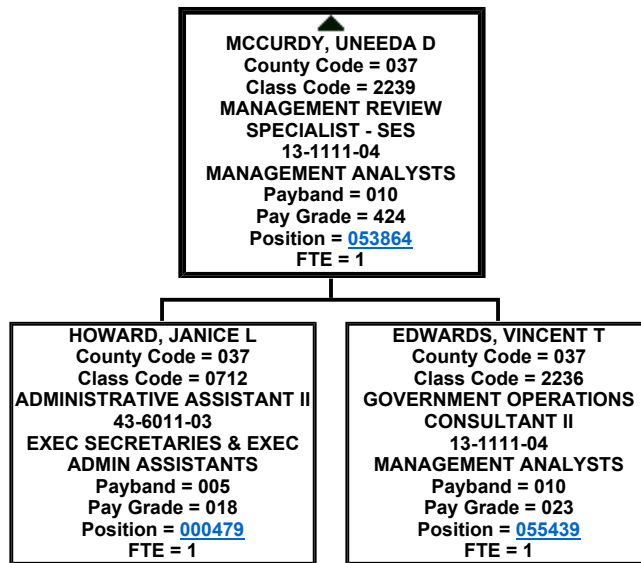 MCCURDY, UNEEDA D
County Code = 037
Class Code = 2239
MANAGEMENT REVIEW
SPECIALIST - SES
13-1111-04
MANAGEMENT ANALYSTS
Payband = 010
Pay Grade = 424
Position = 053864
FTE = 1
HOWARD, JANICE L
County Code = 037
Class Code = 0712
ADMINISTRATIVE ASSISTANT II
43-6011-03
EXEC SECRETARIES & EXEC
ADMIN ASSISTANTS
Payband = 005
Pay Grade = 018
Position = 000479
FTE = 1
EDWARDS, VINCENT T
County Code = 037
Class Code = 2236
GOVERNMENT OPERATIONS
CONSULTANT II
13-1111-04
MANAGEMENT ANALYSTS
Payband = 010
Pay Grade = 023
Position = 055439
FTE = 1